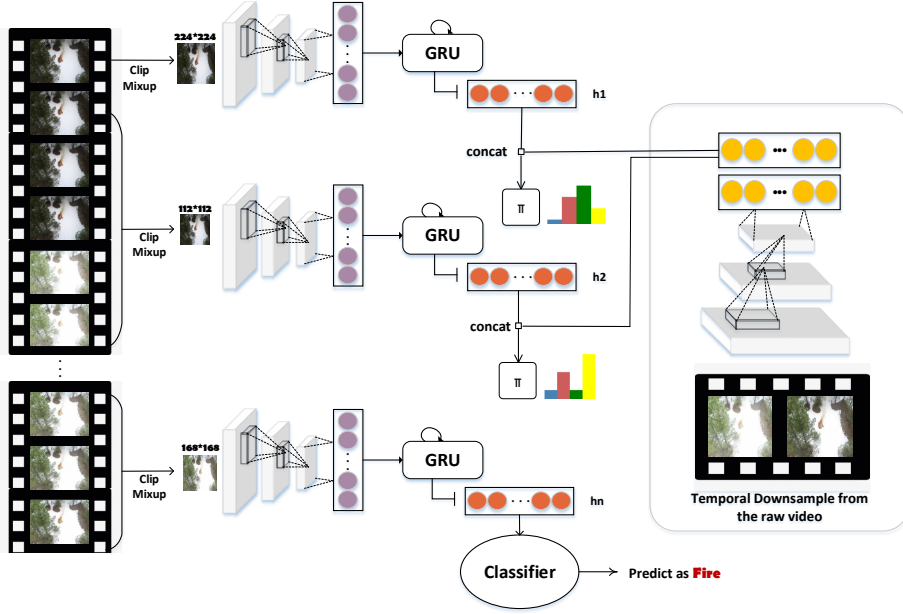 224*224
Clip
Mixup
GRU
h1
concat
π
112*112
Clip
Mixup
GRU
h2
concat
π
168*168
Clip
Mixup
GRU
hn
Classifier
Predict as Fire
Temporal Downsample from
the raw video